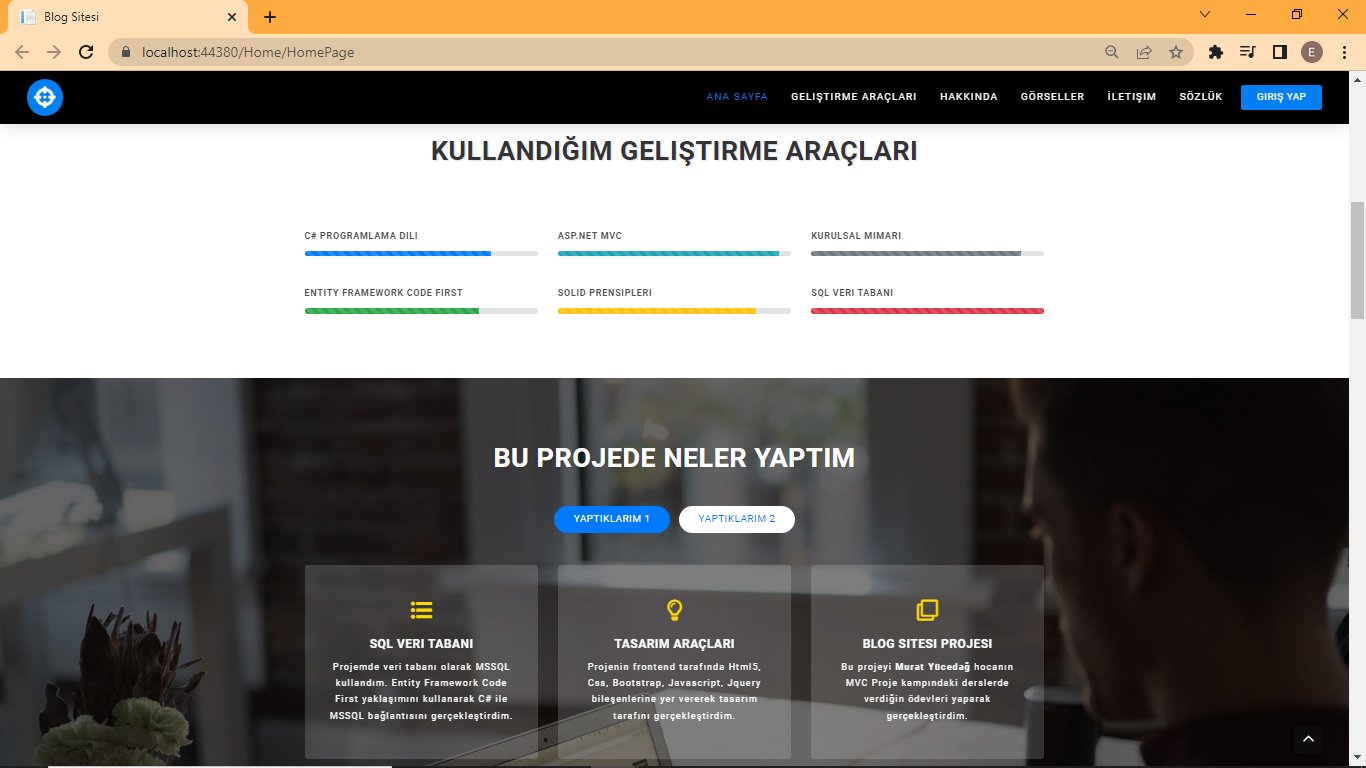 Blog Sitesi
localhost:44380/Home/HomePage
E
ANA SAYFA GELIŞTIRME ARAÇLARI HAKKINDA GÖRSELLER İLETIŞIM SÖZLÜK GIRIŞ YAP
KULLANDIĞIM GELIŞTIRME ARAÇLARI
C# PROGRAMLAMA DILI ASP.NET MVC KURULSAL MIMARI
ENTITY FRAMEWORK CODE FIRST SOLID PRENSIPLERI SQL VERI TABANI
BU PROJEDE NELER YAPTIM
YAPTIKLARIM 1 YAPTIKLARIM 2
SQL VERI TABANI
Projemde veri tabanı olarak MSSQL
kullandım. Entity Framework Code
First yaklaşımını kullanarak C# ile
MSSQL bağlantısını gerçekleştirdim.
TASARIM ARAÇLARI
Projenin frontend tarafında Html5,
Css, Bootstrap, Javascript, Jquery
bileşenlerine yer vererek tasarım
tarafını gerçekleştirdim.
BLOG SITESI PROJESI
Bu projeyi Murat Yücedağ hocanın
MVC Proje kampındaki derslerde
verdiğin ödevleri yaparak
gerçekleştirdim.